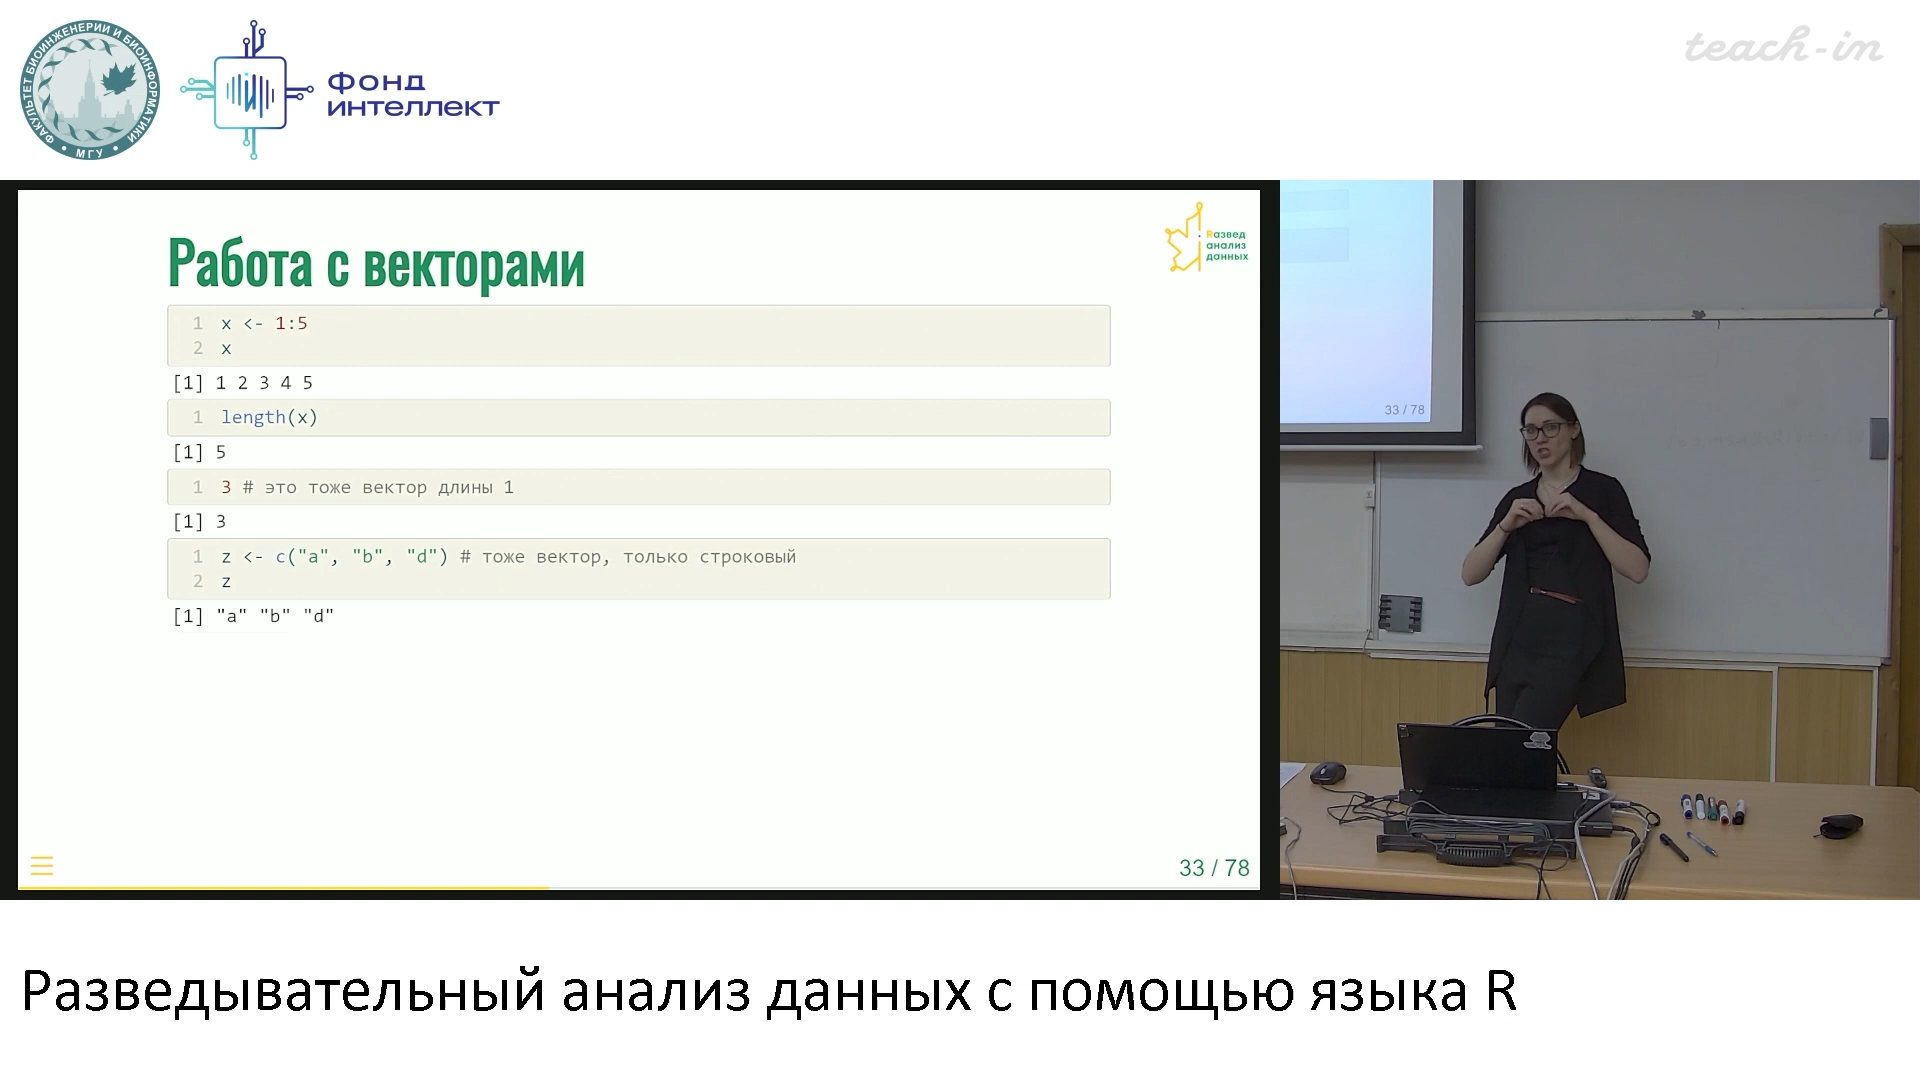 ФАКУЛЬТЕТ БИОИНЖЕНЕРИИ И БИОИНФОРМАТИКИ
• МГУ •
ФОНД
ИНТЕЛЛЕКТ
teach-in
Работа с векторами
Rазвед
анализ
данных
1 x <- 1:5
2 x
[1] 1 2 3 4 5
1 length(x)
[1] 5
1 3 # это тоже вектор длины 1
[1] 3
1 z <- c("a", "b", "d") # тоже вектор, только строковый
2 z
[1] "a" "b" "d"
33 / 78
33 / 78
Разведывательный анализ данных с помощью языка R